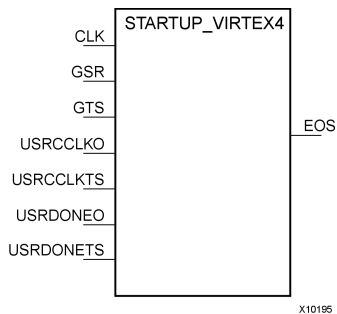 STARTUP_VIRTEX4
CLK
GSR
GTS
USRCCLKO
USRCCLKTS
USRDONEO
USRDONETS
EOS
X10195